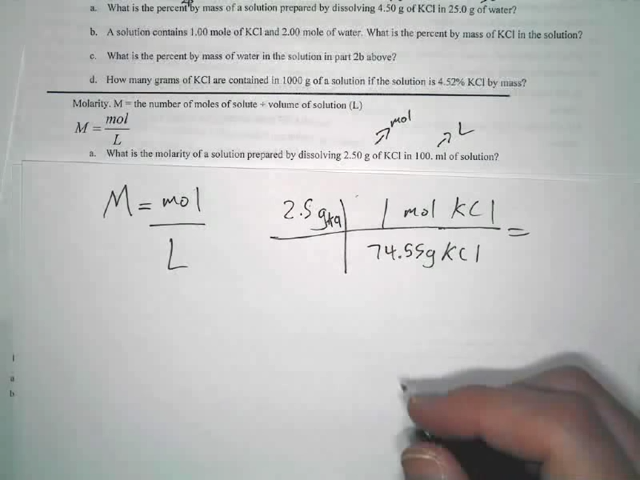 a. What is the percent by mass of a solution prepared by dissolving 4.50 g of KCl in 25.0 g of water?
b. A solution contains 1.00 mole of KCl and 2.00 mole of water. What is the percent by mass of KCl in the solution?
c. What is the percent by mass of water in the solution in part 2b above?
d. How many grams of KCl are contained in 1000 g of a solution if the solution is 4.52% KCl by mass?
Molarity. M = the number of moles of solute ÷ volume of solution (L)
mol L
M = mol
L
a. What is the molarity of a solution prepared by dissolving 2.50 g of KCl in 100. ml of solution?
M = mol
L
2.5 g 1 mol KCl =
74.55 g KCl
a
b